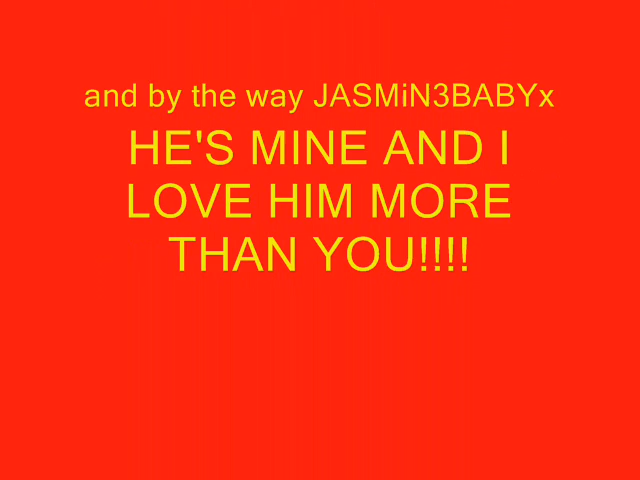 and by the way JASMiN3BABYx
HE'S MINE AND I
LOVE HIM MORE
THAN YOU!!!!